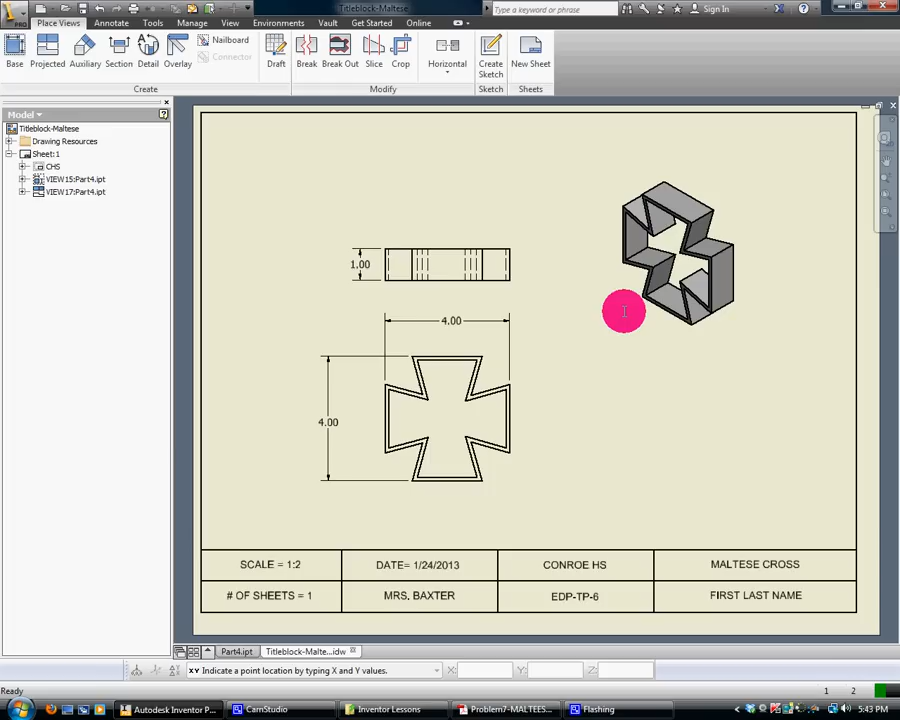 Titleblock-Maltese
Type a keyword or phrase
Sign In
Place Views Annotate Tools Manage View Environments Vault Get Started Online
Base Projected Auxiliary Section Detail Overlay
Nailboard
Connector
Draft Break Break Out Slice Crop Horizontal Create Sketch New Sheet
Create Modify Sketch Sheets
Model
Titleblock-Maltese
Drawing Resources
Sheet:1
CHS
VIEW15:Part4.ipt
VIEW17:Part4.ipt
1.00
4.00
4.00
SCALE = 1:2 DATE= 1/24/2013 CONROE HS MALTESE CROSS
# OF SHEETS = 1 MRS. BAXTER EDP-TP-6 FIRST LAST NAME
Part4.ipt Titleblock-Malte...idw
XY Indicate a point location by typing X and Y values. X: Y: Z:
Ready 1 2
Autodesk Inventor P... CamStudio Inventor Lessons Problem7-MALTEES... Flashing 5:43 PM